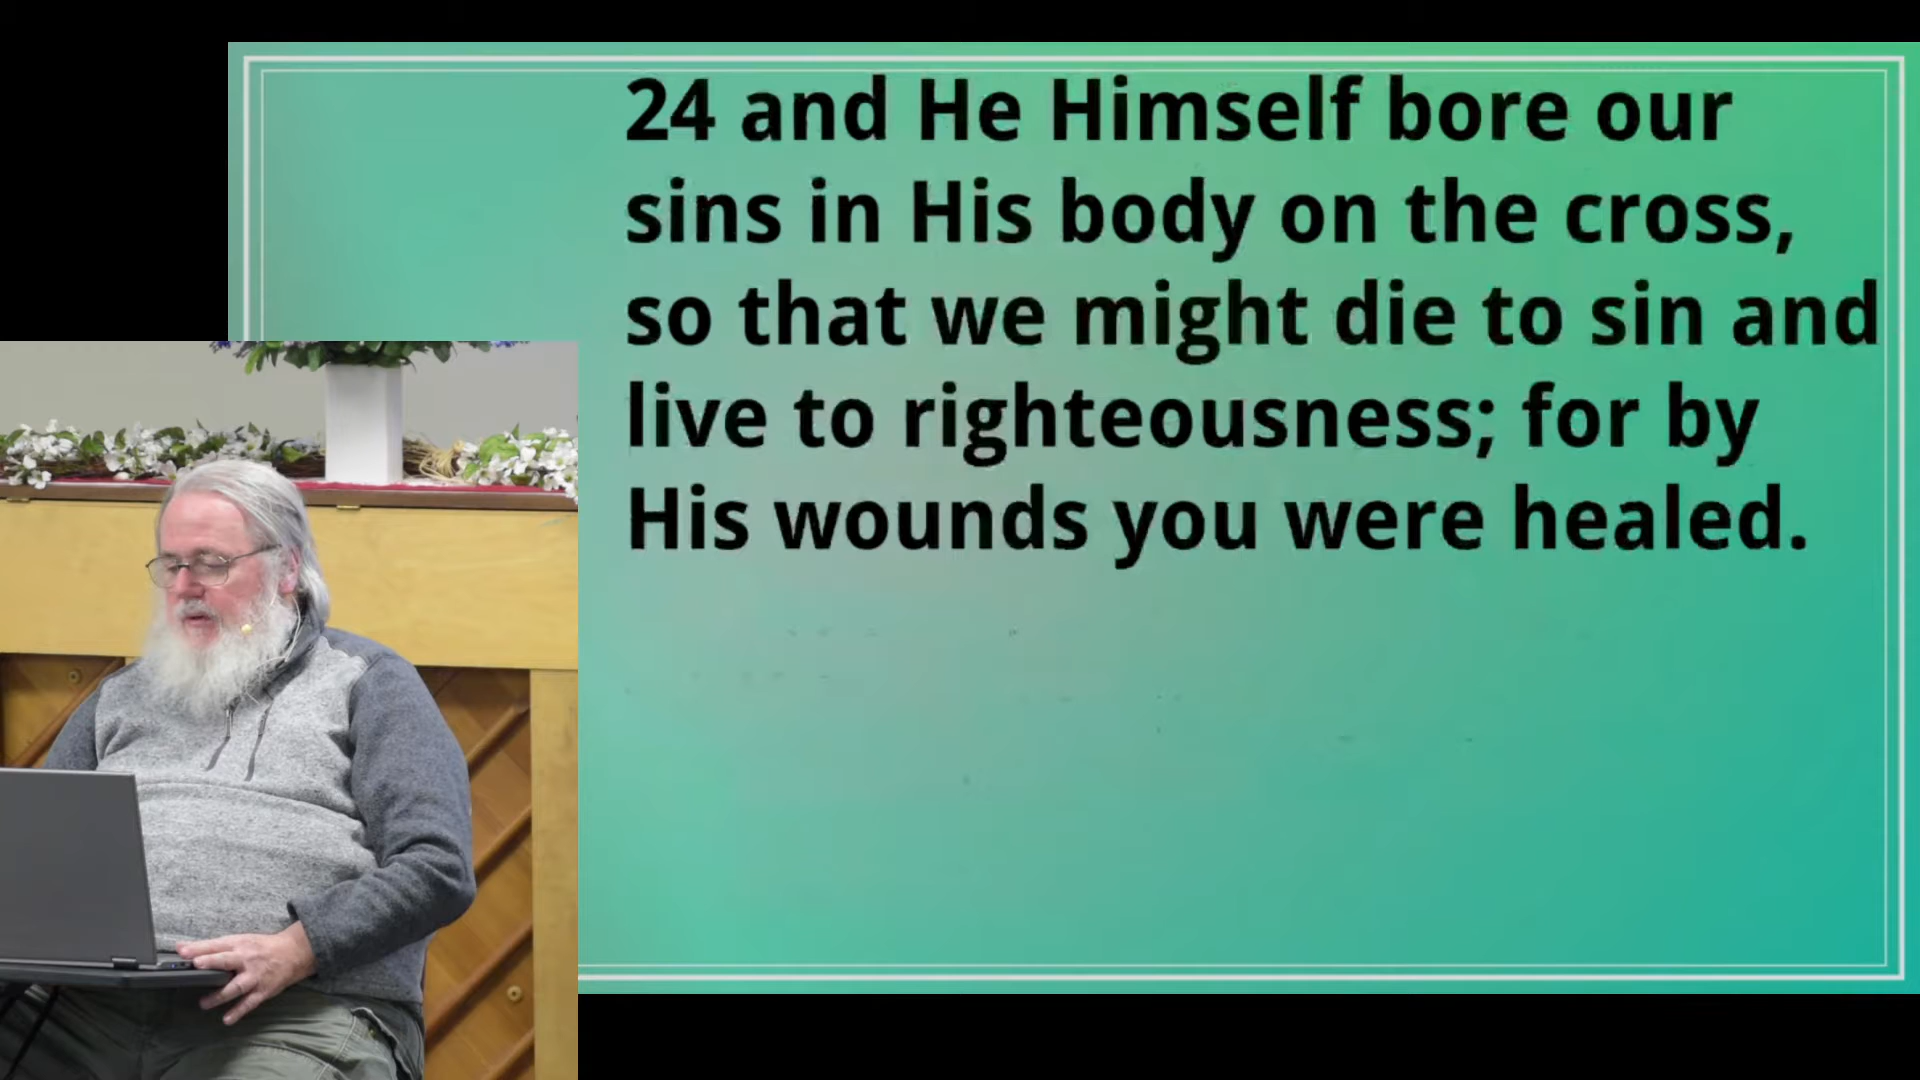 24 and He Himself bore our
sins in His body on the cross,
so that we might die to sin and
live to righteousness; for by
His wounds you were healed.